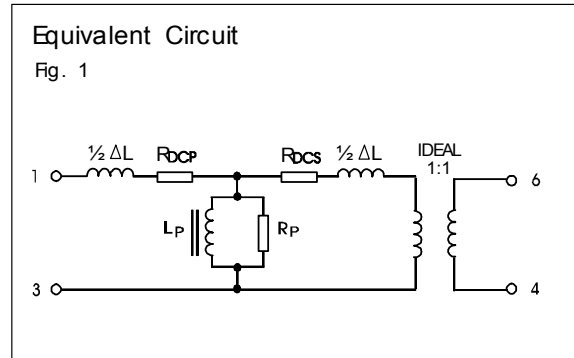 Equivalent Circuit
Fig. 1
½ ΔL RDCP RDCS ½ ΔL IDEAL
1:1
1 6
LP RP
3 4